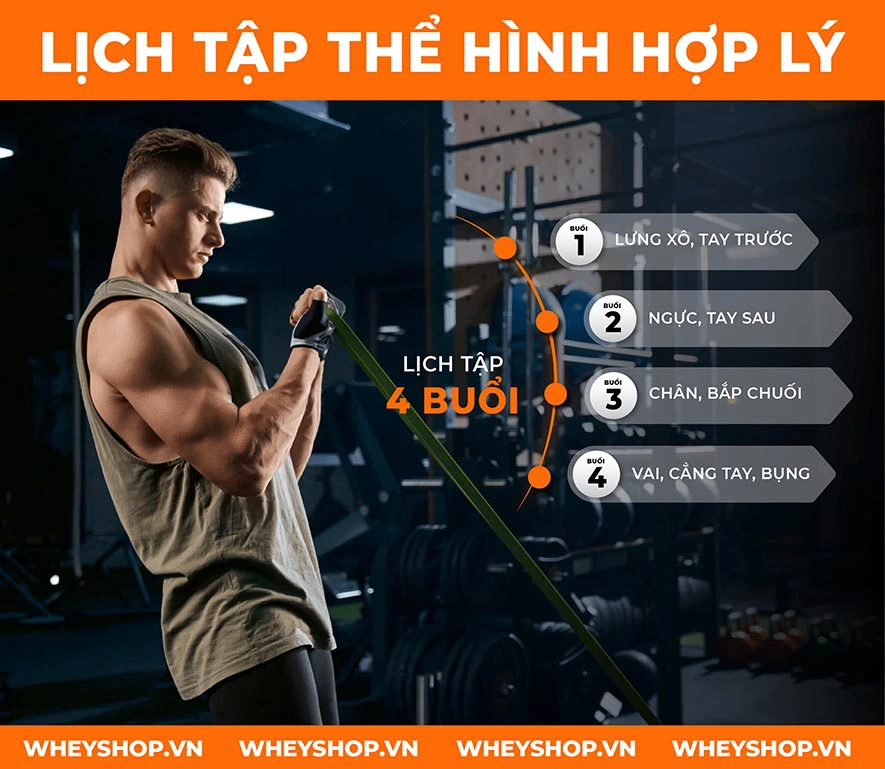 LỊCH TẬP THỂ HÌNH HỢP LÝ
LỊCH TẬP
4 BUỔI
BUỔI
1
LƯNG XÔ, TAY TRƯỚC
BUỔI
2
NGỰC, TAY SAU
BUỔI
3
CHÂN, BẮP CHUỐI
BUỔI
4
VAI, CẲNG TAY, BỤNG
WHEYSHOP.VN WHEYSHOP.VN WHEYSHOP.VN WHEYSHOP.VN